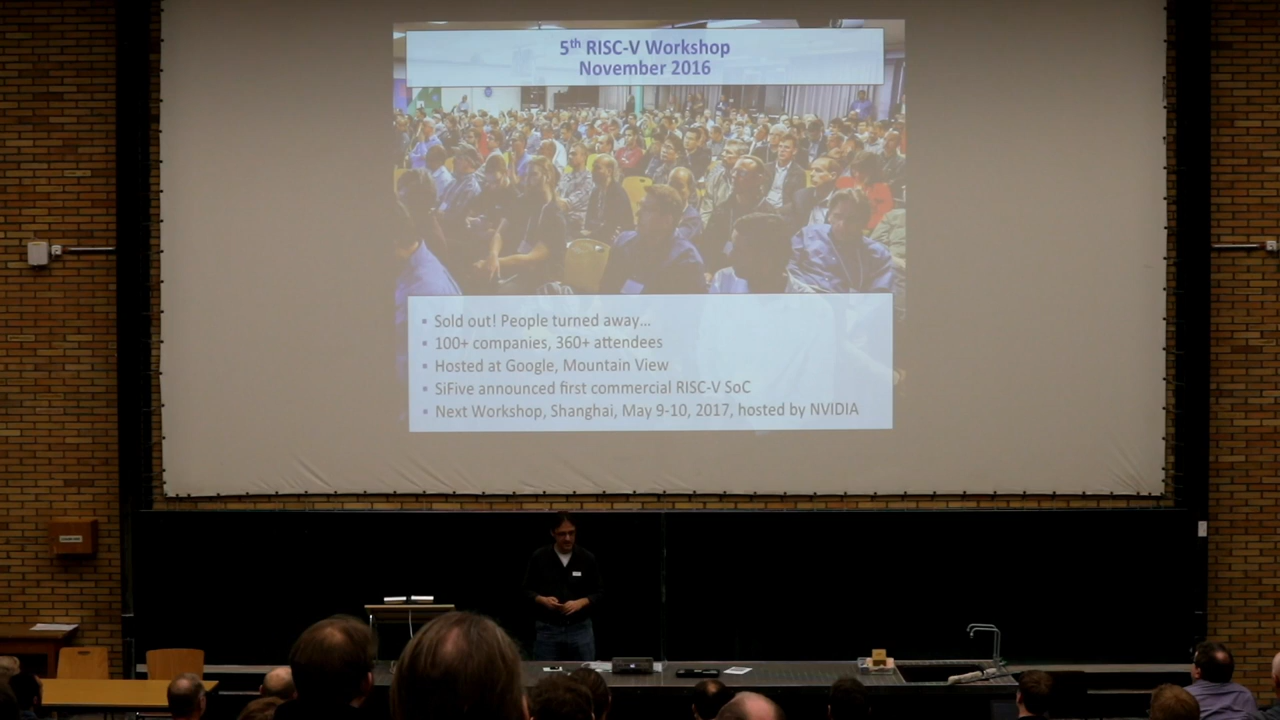 5th RISC-V Workshop
November 2016
▪ Sold out! People turned away...
▪ 100+ companies, 360+ attendees
▪ Hosted at Google, Mountain View
▪ SiFive announced first commercial RISC-V SoC
▪ Next Workshop, Shanghai, May 9-10, 2017, hosted by NVIDIA